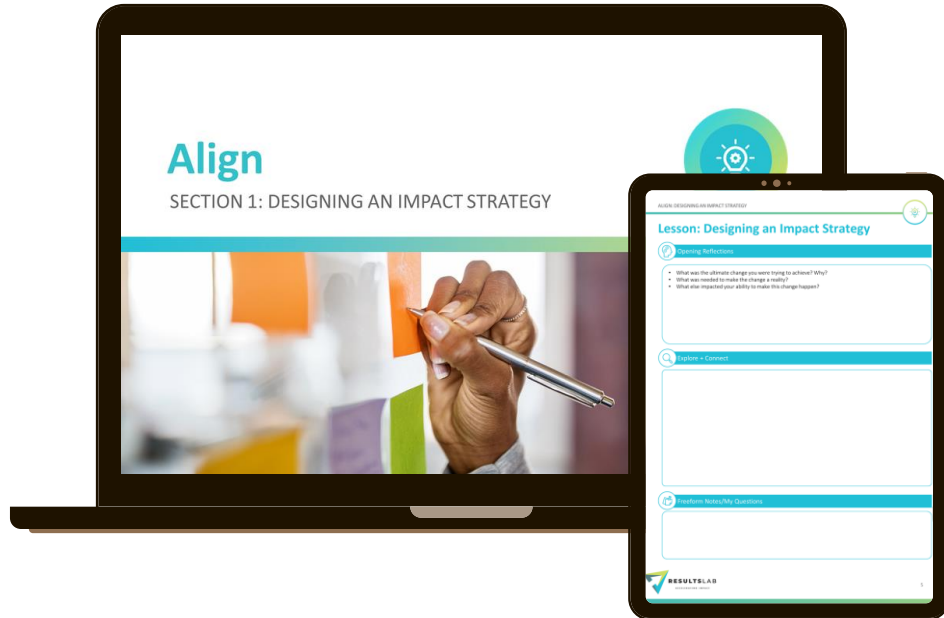 Align
SECTION 1: DESIGNING AN IMPACT STRATEGY
ALIGN: DESIGNING AN IMPACT STRATEGY
Lesson: Designing an Impact Strategy
Opening Reflections
• What was the ultimate change you were trying to achieve? Why?
• What was needed to make the change a reality?
• What else impacted your ability to make this change happen?
Explore + Connect
Freeform Notes/My Questions
RESULTSLAB